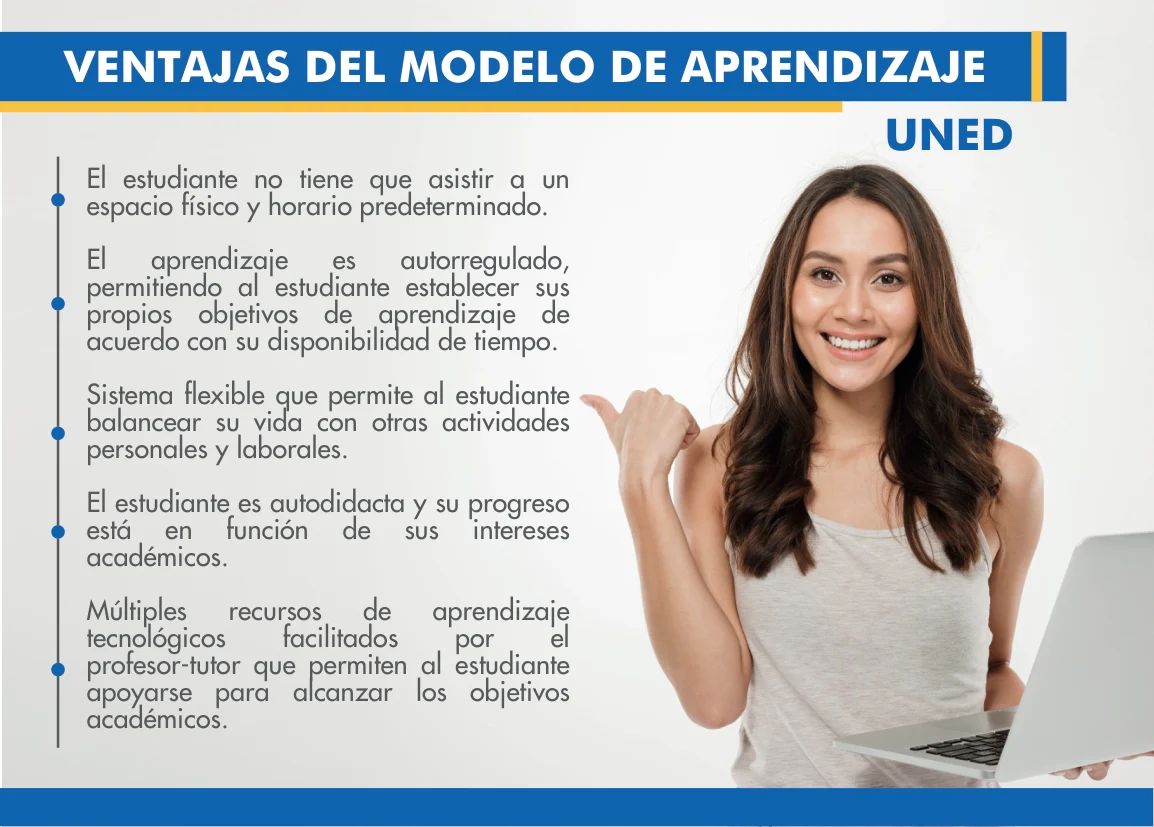 VENTAJAS DEL MODELO DE APRENDIZAJE
UNED
El estudiante no tiene que asistir a un
espacio físico y horario predeterminado.
El aprendizaje es autorregulado,
permitiendo al estudiante establecer sus
propios objetivos de aprendizaje de
acuerdo con su disponibilidad de tiempo.
Sistema flexible que permite al estudiante
balancear su vida con otras actividades
personales y laborales.
El estudiante es autodidacta y su progreso
está en función de sus intereses
académicos.
Múltiples recursos de aprendizaje
tecnológicos facilitados por el
profesor-tutor que permiten al estudiante
apoyarse para alcanzar los objetivos
académicos.